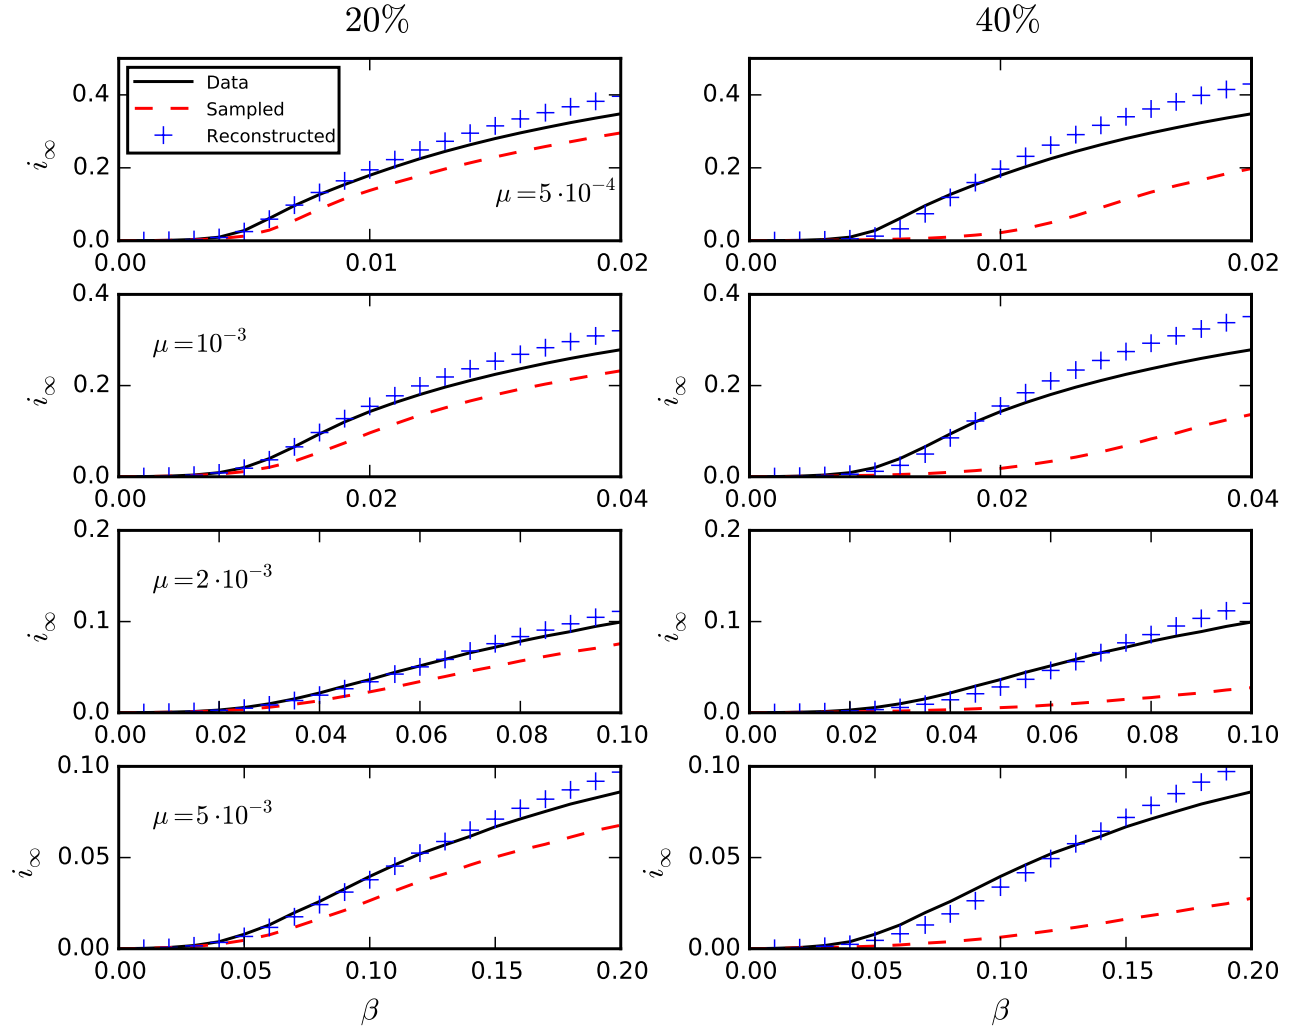 20% 40%
Data
Sampled
Reconstructed
i∞ 0.4 0.2 0.0
μ=5·10⁻⁴
0.00 0.01 0.02
0.4 0.2 0.0
0.00 0.01 0.02
i∞ 0.4 0.2 0.0
μ=10⁻³
0.00 0.02 0.04
i∞ 0.4 0.2 0.0
0.00 0.02 0.04
i∞ 0.2 0.1 0.0
μ=2·10⁻³
0.00 0.02 0.04 0.06 0.08 0.10
i∞ 0.2 0.1 0.0
0.00 0.02 0.04 0.06 0.08 0.10
i∞ 0.10 0.05 0.00
μ=5·10⁻³
0.00 0.05 0.10 0.15 0.20
β
i∞ 0.10 0.05 0.00
0.00 0.05 0.10 0.15 0.20
β